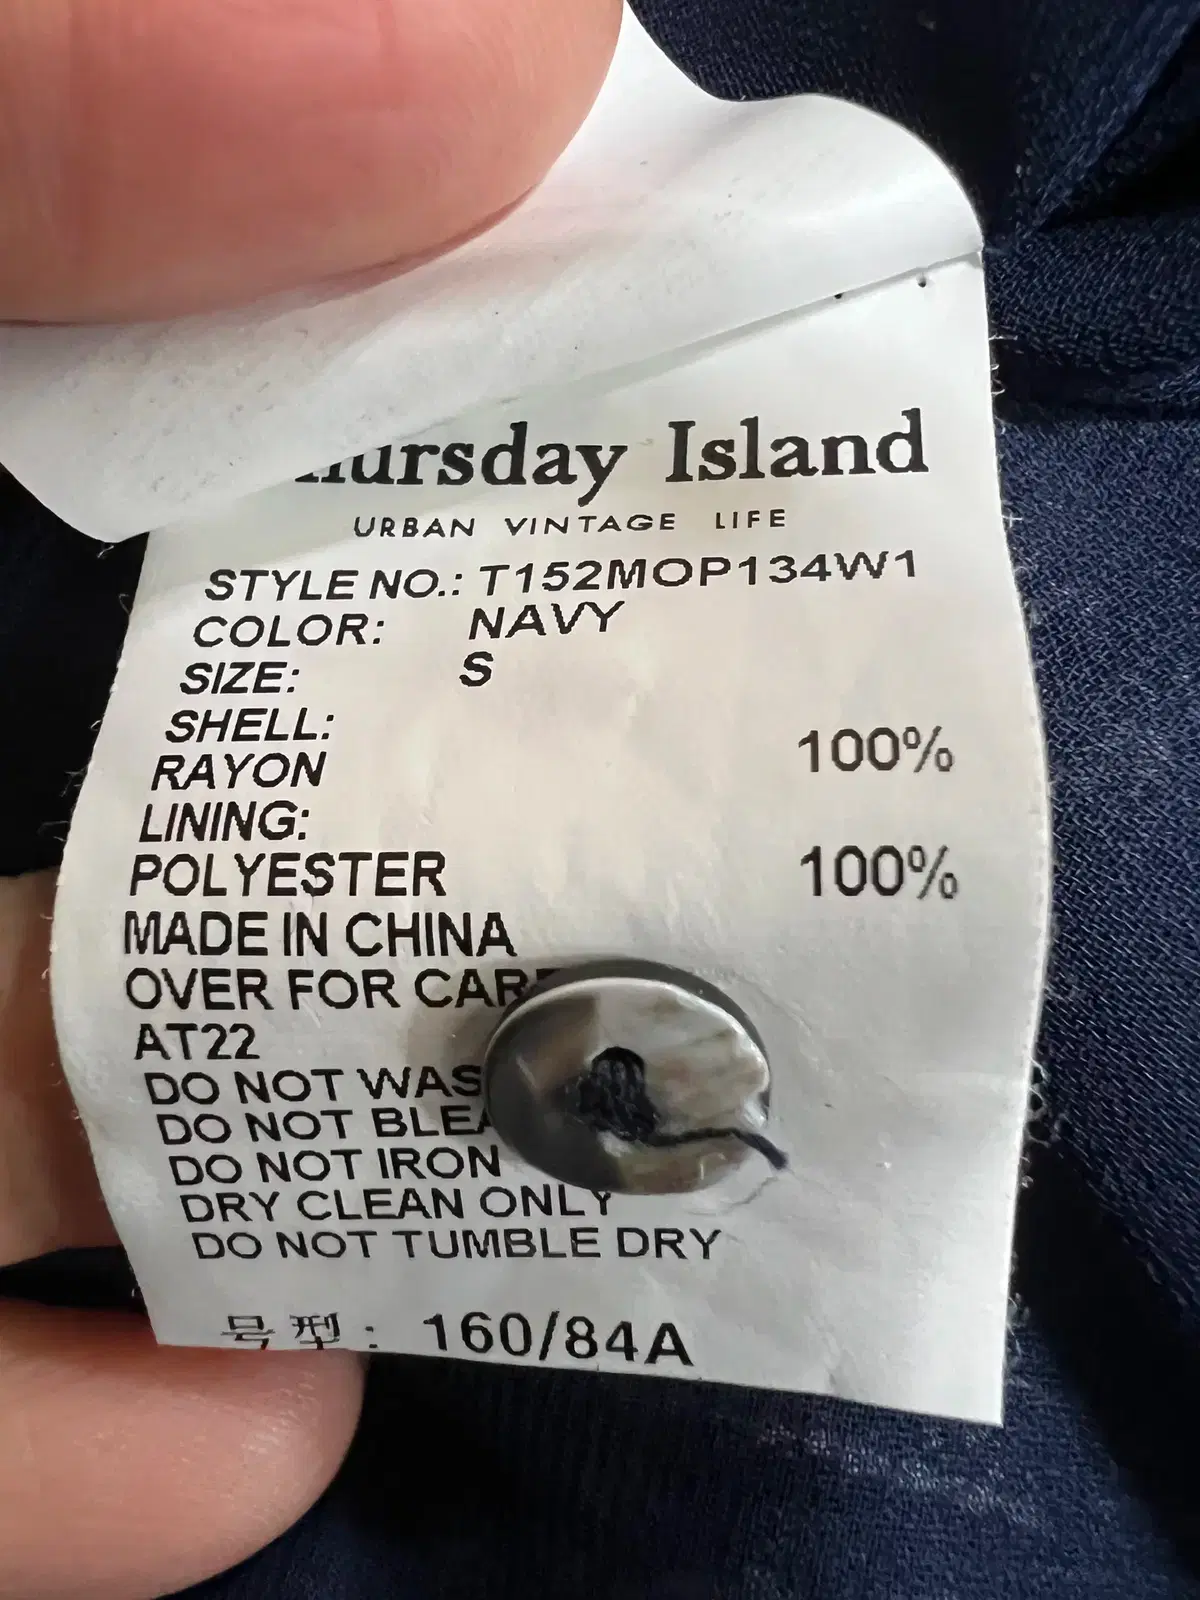 hursday Island
URBAN VINTAGE LIFE
STYLE NO.: T152MOP134W1
COLOR: NAVY
SIZE: S
SHELL:
RAYON 100%
LINING:
POLYESTER 100%
MADE IN CHINA
OVER FOR CAR
AT22
DO NOT WAS
DO NOT BLEA
DO NOT IRON
DRY CLEAN ONLY
DO NOT TUMBLE DRY
号型: 160/84A